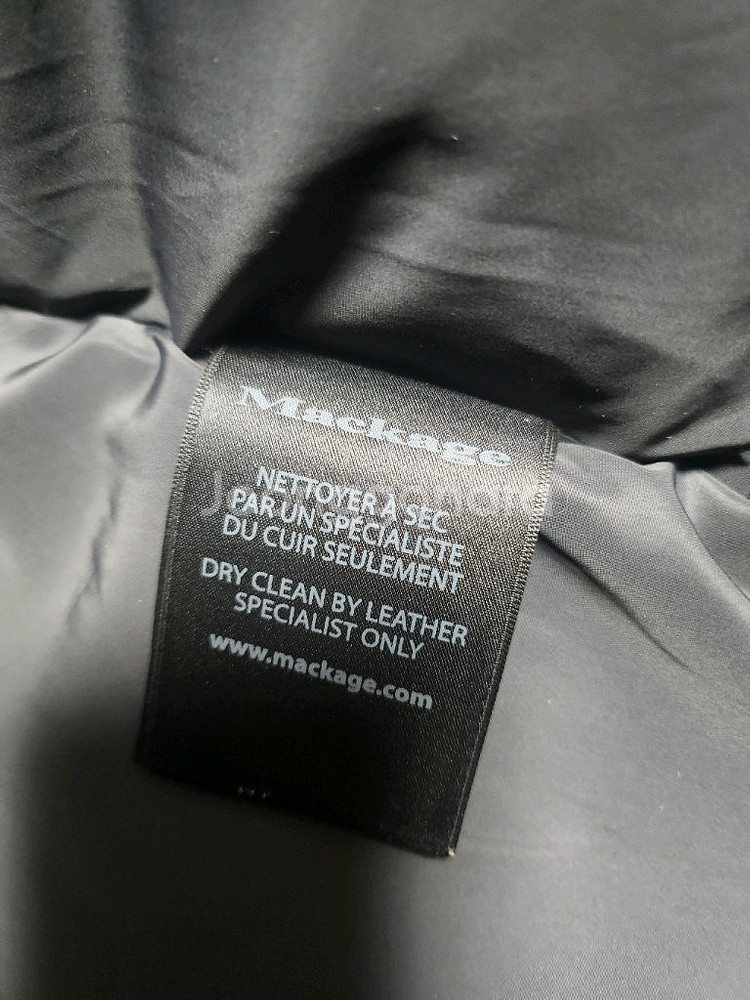 Mackage
NETTOYER À SEC
PAR UN SPÉCIALISTE
DU CUIR SEULEMENT
DRY CLEAN BY LEATHER
SPECIALIST ONLY
www.mackage.com